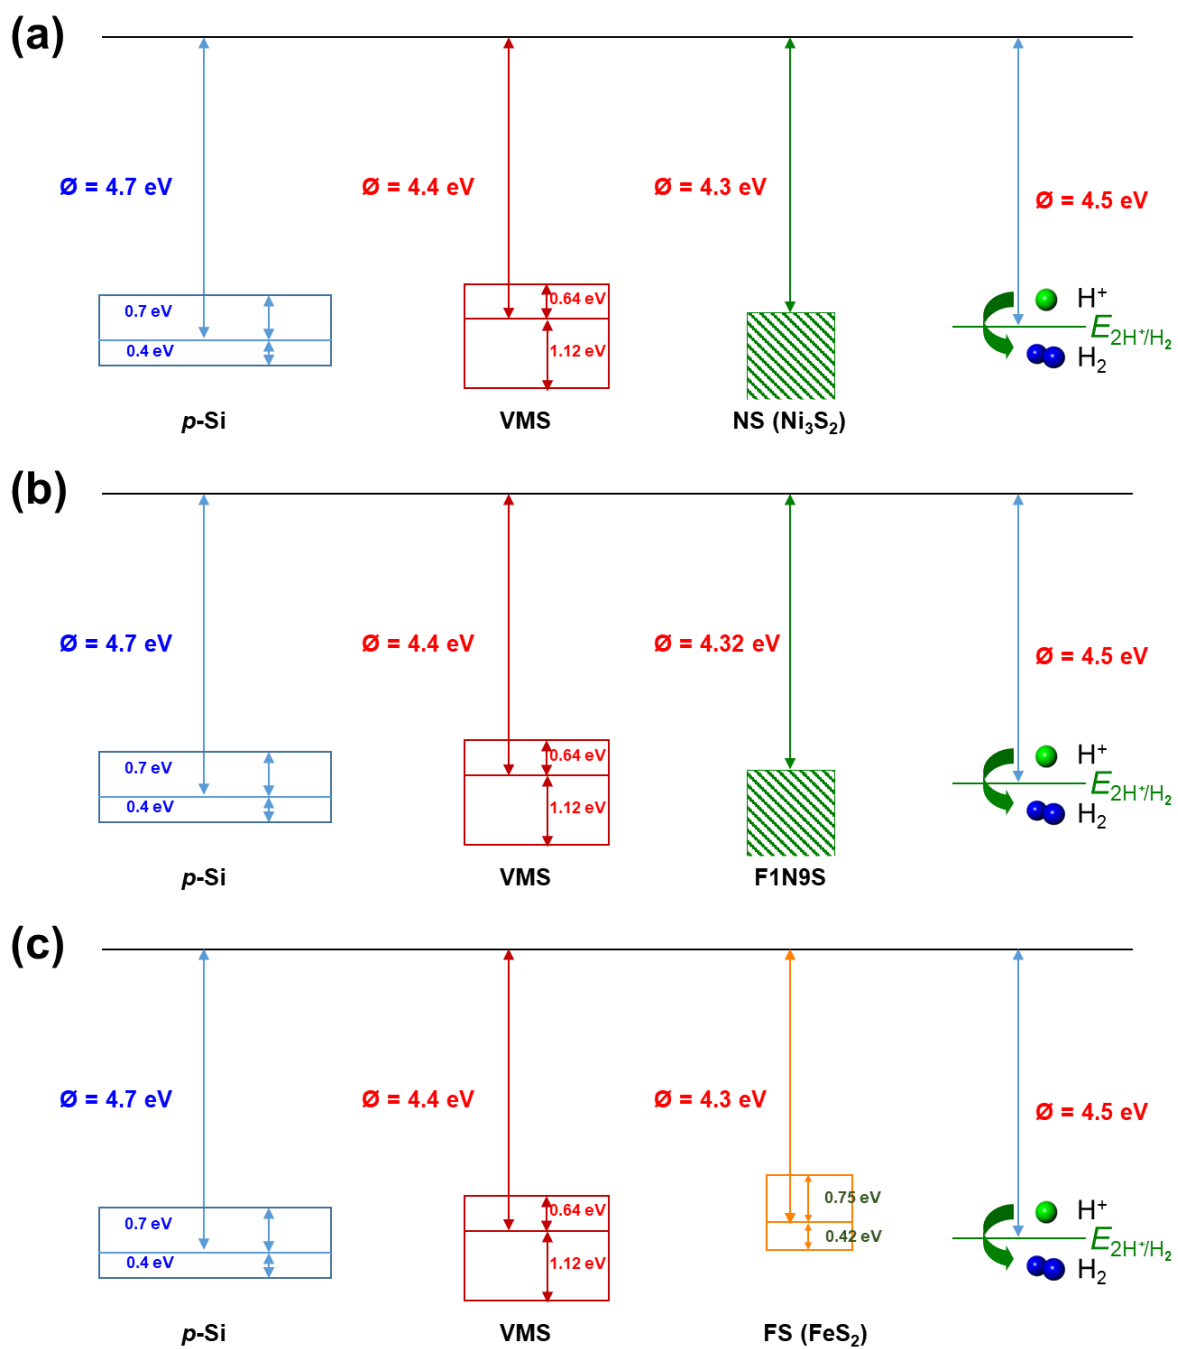 (a)
Ø = 4.7 eV
Ø = 4.4 eV
Ø = 4.3 eV
Ø = 4.5 eV
0.7 eV
0.4 eV
0.64 eV
1.12 eV
H⁺
E2H⁺/H₂
H₂
p-Si
VMS
NS (Ni₃S₂)
(b)
Ø = 4.7 eV
Ø = 4.4 eV
Ø = 4.32 eV
Ø = 4.5 eV
0.7 eV
0.4 eV
0.64 eV
1.12 eV
H⁺
E2H⁺/H₂
H₂
p-Si
VMS
F1N9S
(c)
Ø = 4.7 eV
Ø = 4.4 eV
Ø = 4.3 eV
Ø = 4.5 eV
0.7 eV
0.4 eV
0.64 eV
1.12 eV
0.75 eV
0.42 eV
H⁺
E2H⁺/H₂
H₂
p-Si
VMS
FS (FeS₂)